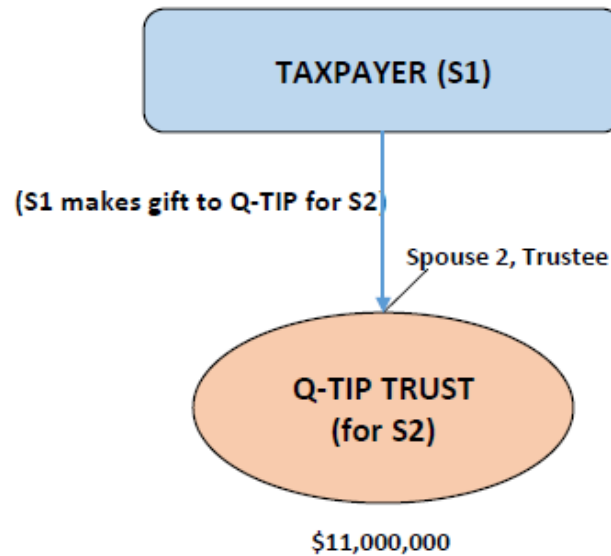 TAXPAYER (S1)
(S1 makes gift to Q-TIP for S2)
Spouse 2, Trustee
Q-TIP TRUST
(for S2)
$11,000,000